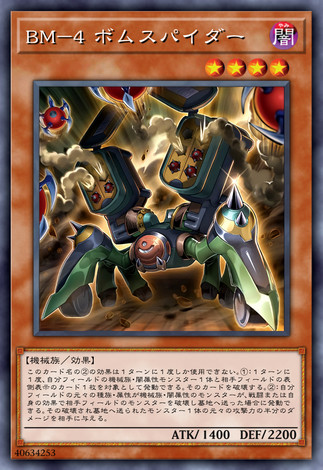 BM－4 ボムスパイダー
闇
やみ
【機械族／効果】
このカード名の②の効果は１ターンに１度しか使用できない。①：１ターンに
１度、自分フィールドの機械族・闇属性モンスター１体と相手フィールドの表
側表示のカード１枚を対象として発動できる。そのカードを破壊する。②：自分
フィールドの元々の種族・属性が機械族・闇属性のモンスターが、戦闘または自
身の効果で相手フィールドのモンスターを破壊し墓地へ送った場合に発動でき
る。その破壊され墓地へ送られたモンスター１体の元々の攻撃力の半分のダ
メージを相手に与える。
ATK/ 1400 DEF/2200
40634253